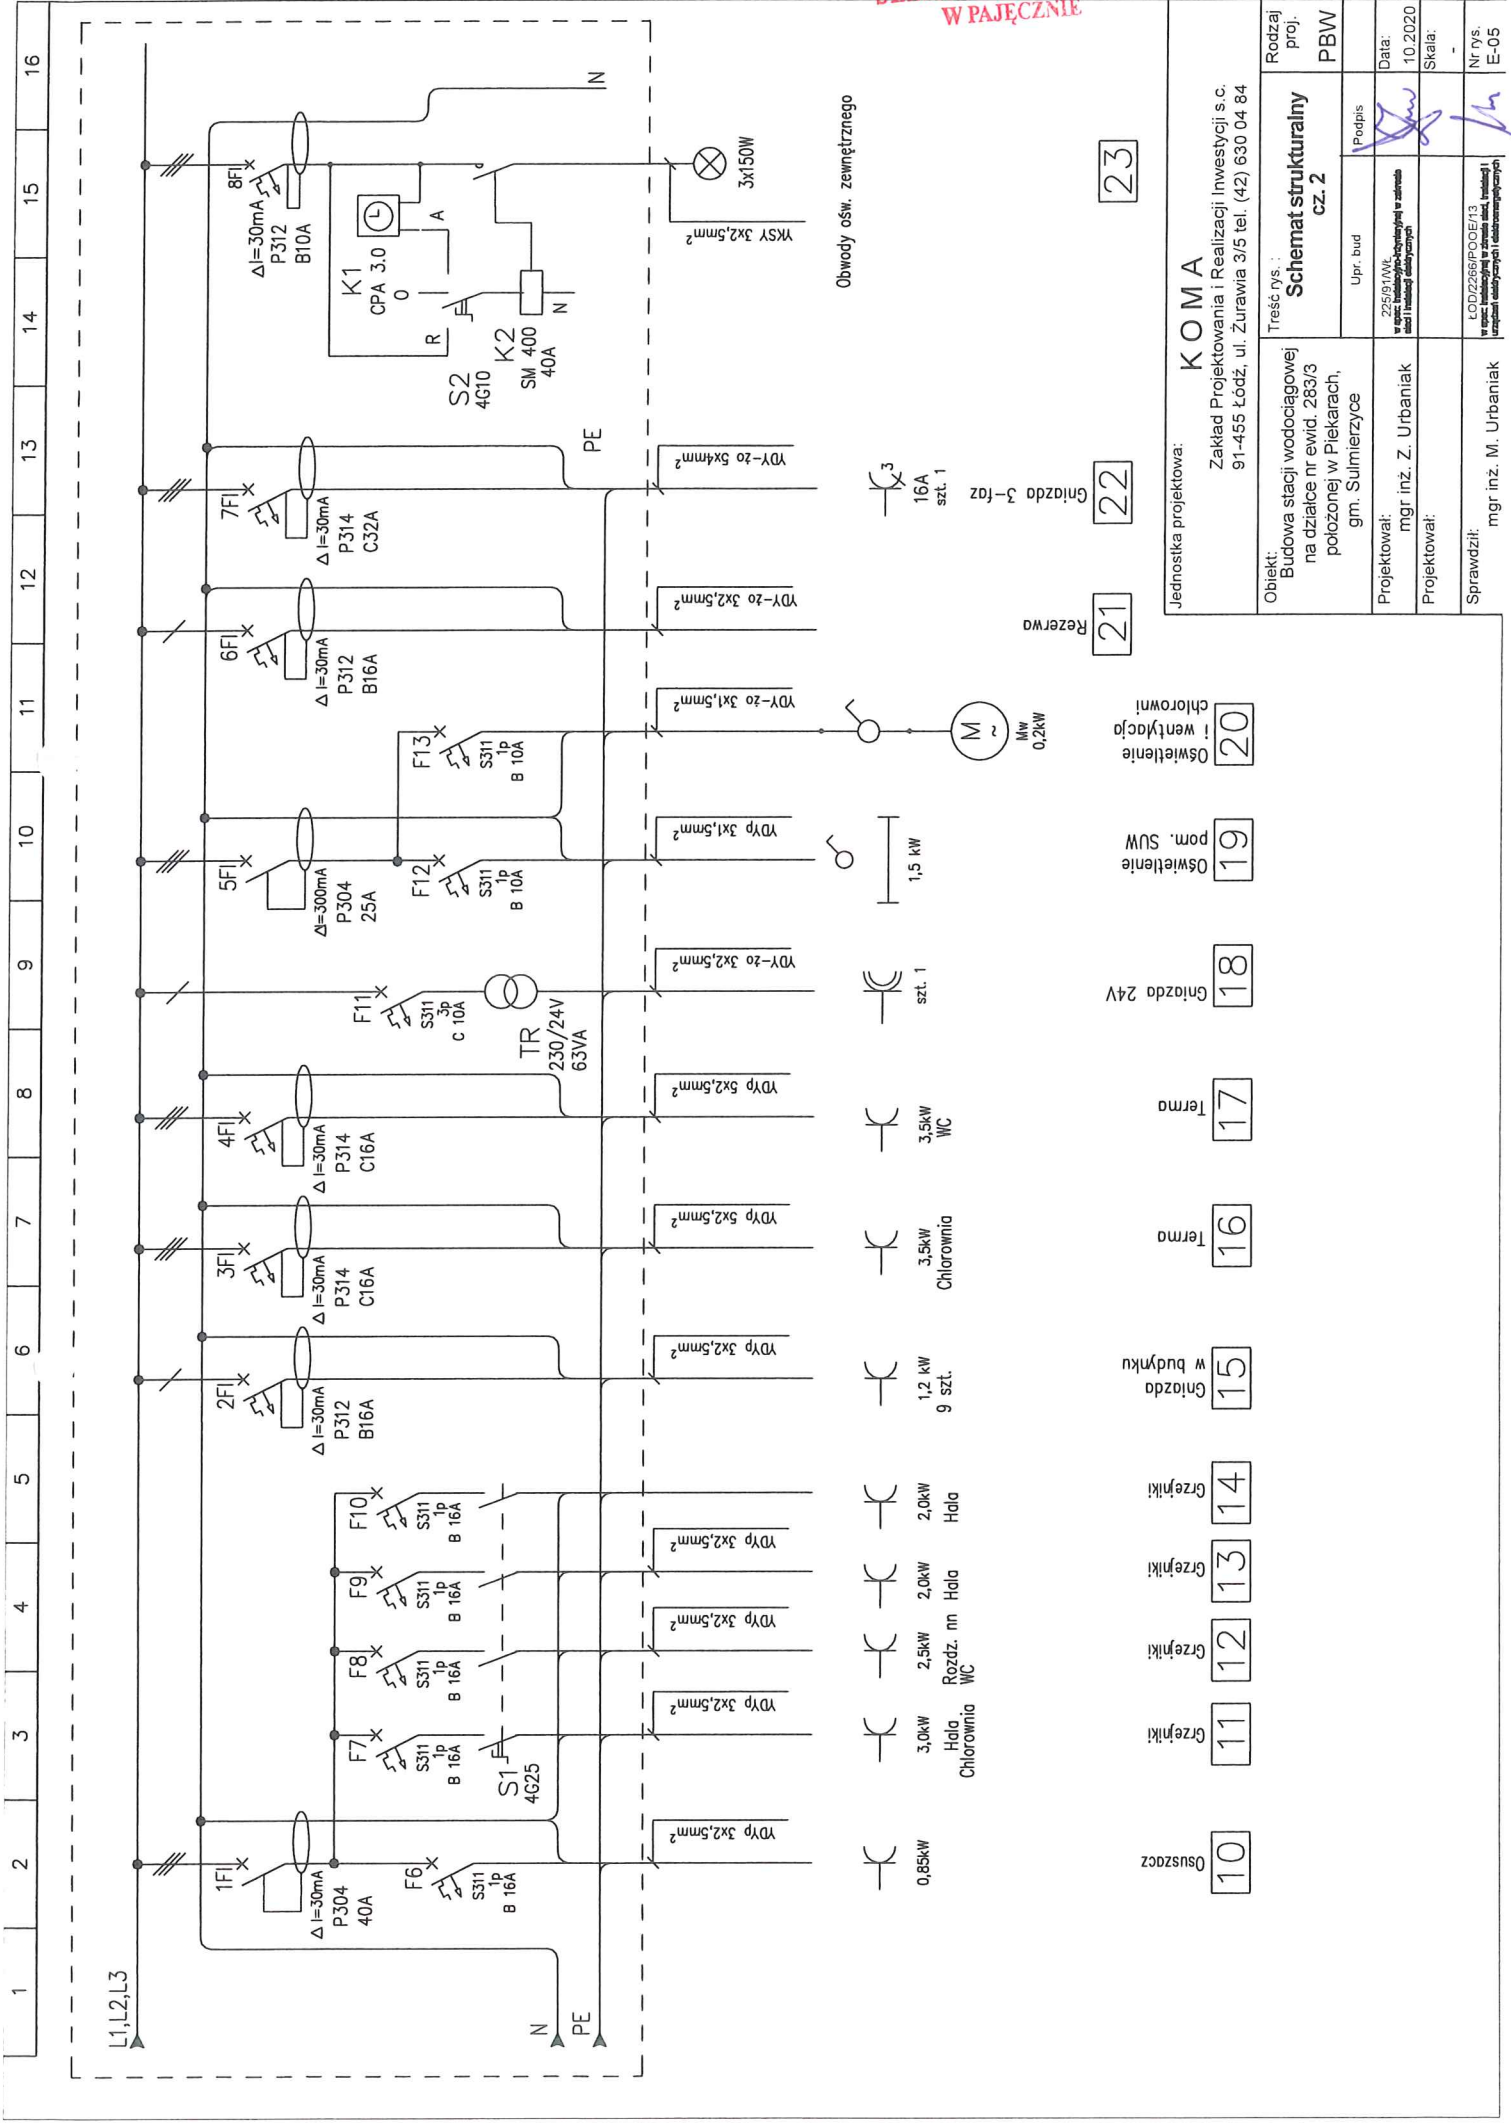 W PAJĘCZNIE
1
2
3
4
5
6
7
8
9
10
11
12
13
14
15
16
L1,L2,L3
N
PE
1FI
Δ I=30mA
P304
40A
F6
S311
1p
B 16A
F7
S311
1p
B 16A
S1
4G25
F8
S311
1p
B 16A
F9
S311
1p
B 16A
F10
S311
1p
B 16A
2FI
Δ I=30mA
P312
B16A
3FI
Δ I=30mA
P314
C16A
4FI
Δ I=30mA
P314
C16A
F11
S311
3p
C 10A
TR
230/24V
63VA
5FI
Δ=300mA
P304
25A
F12
S311
1p
B 10A
F13
S311
1p
B 10A
6FI
Δ I=30mA
P312
B16A
7FI
Δ I=30mA
P314
C32A
PE
8FI
ΔI=30mA
P312
B10A
K1
CPA 3.0
R
0
A
S2
4G10
K2
SM 400
40A
N
N
YDYp 3x2,5mm²
YDYp 3x2,5mm²
YDYp 3x2,5mm²
YDYp 3x2,5mm²
YDYp 3x2,5mm²
YDYp 5x2,5mm²
YDYp 5x2,5mm²
YDY-żo 3x2,5mm²
YDYp 3x1,5mm²
YDY-żo 3x1,5mm²
YDY-żo 3x2,5mm²
YDY-żo 5x4mm²
YKSY 3x2,5mm²
0,85kW
3,0kW
Hala
Chlorownia
2,5kW
Rozdz. nn
WC
2,0kW
Hala
2,0kW
Hala
1,2 kW
9 szt.
3,5kW
Chlorownia
3,5kW
WC
szt. 1
1,5 kW
M
~
Mw
0,2kW
3
16A
szt. 1
3x150W
Obwody ośw. zewnętrznego
Osuszacz
10
Grzejniki
11
Grzejniki
12
Grzejniki
13
Grzejniki
14
Gniazda
w budynku
15
Terma
16
Terma
17
Gniazda 24V
18
Oświetlenie
pom. SUW
19
Oświetlenie
i wentylacja
chlorowni
20
Rezerwa
21
Gniazda 3-faz
22
23
Jednostka projektowa:
K O M A
Zakład Projektowania i Realizacji Inwestycji s.c.
91-455 Łódź, ul. Żurawia 3/5 tel. (42) 630 04 84
Obiekt:
Budowa stacji wodociągowej
na działce nr ewid. 283/3
położonej w Piekarach,
gm. Sulmierzyce
Treść rys. :
Schemat strukturalny
cz. 2
Rodzaj
proj.
PBW
Upr. bud
Podpis
Projektował:
mgr inż. Z. Urbaniak
225/91/WŁ
Data:
10.2020
Projektował:
Skala:
-
Sprawdził:
mgr inż. M. Urbaniak
ŁOD/2266/POOE/13
Nr rys.
E-05